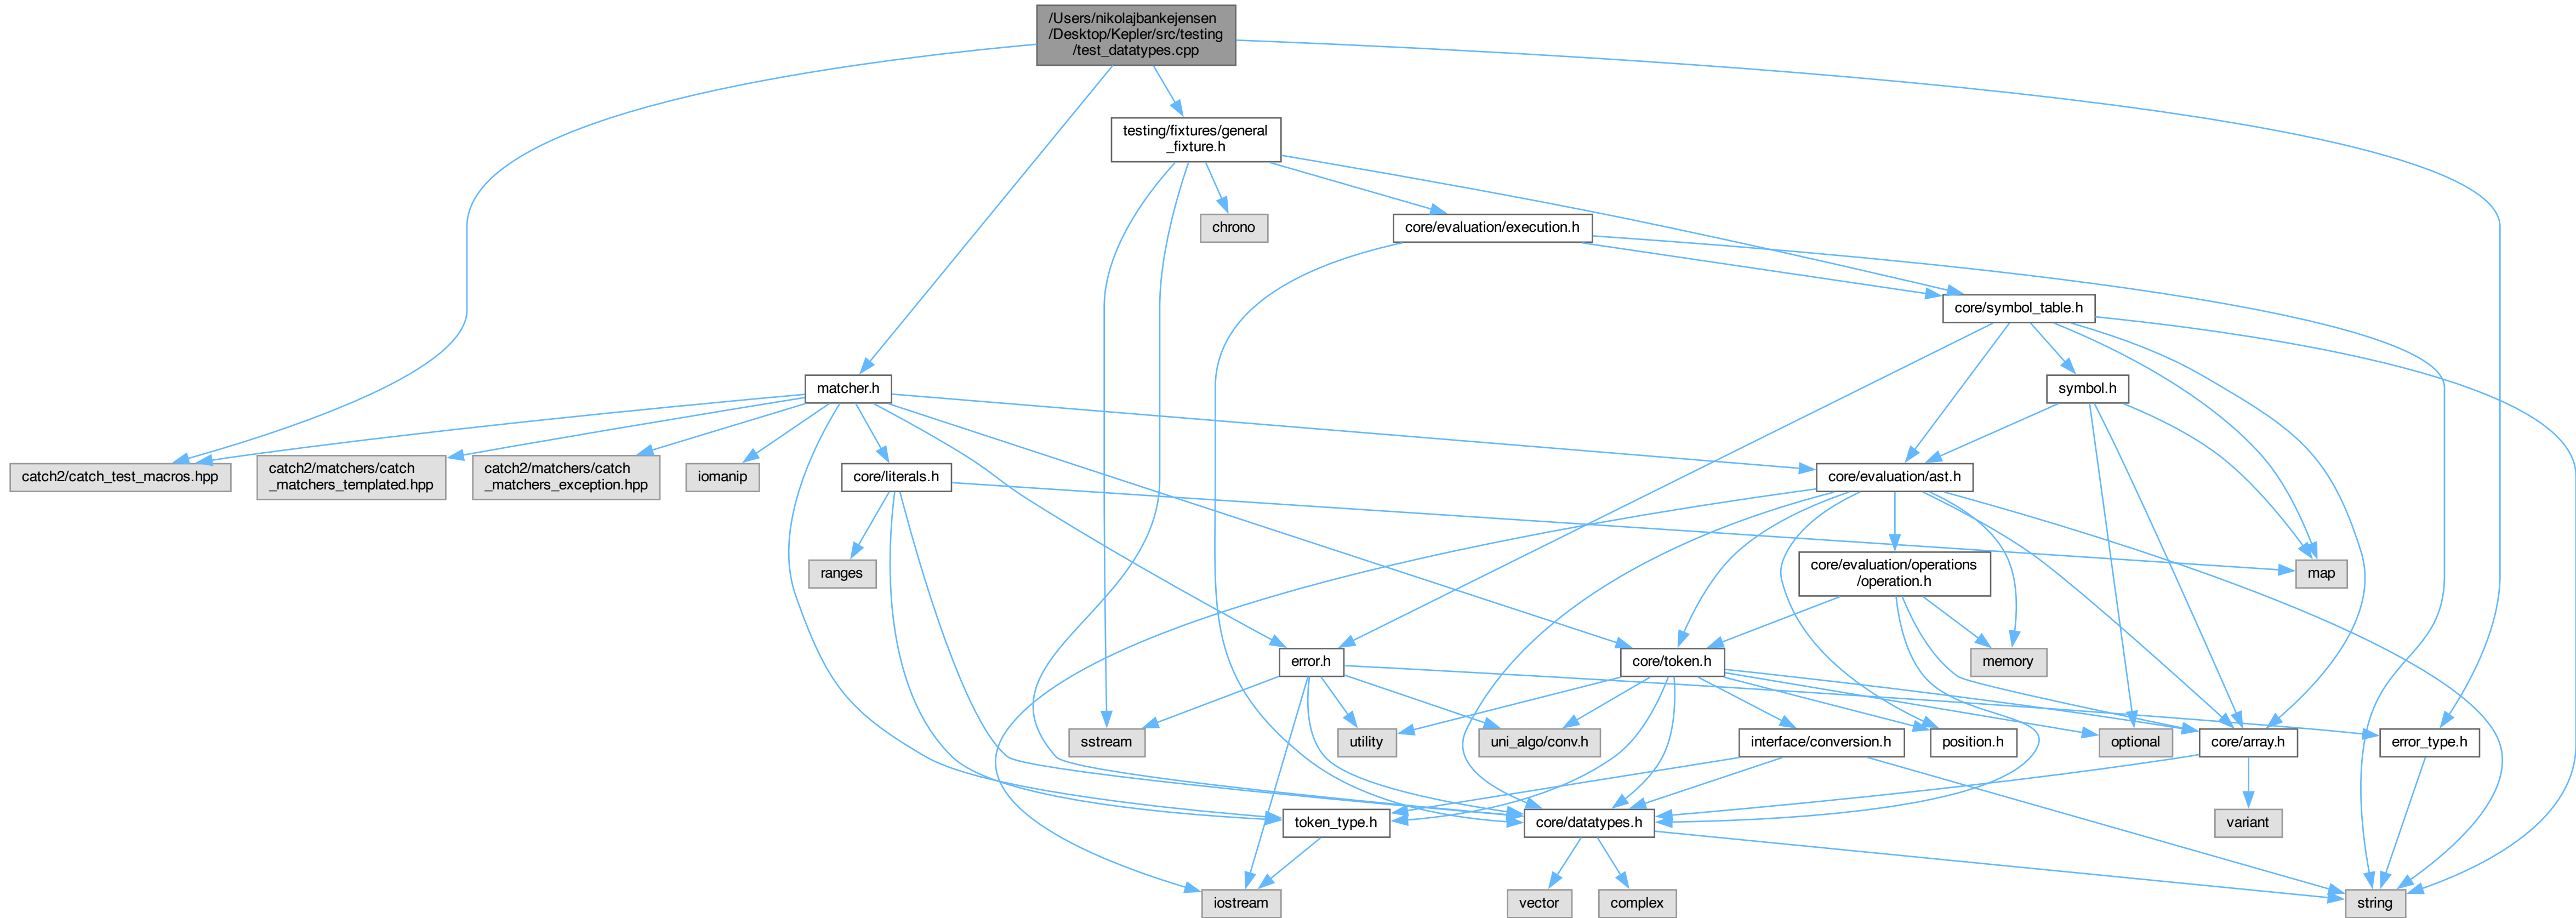 /Users/nikolajbankejensen
/Desktop/Kepler/src/testing
/test_datatypes.cpp
testing/fixtures/general
_fixture.h
chrono
core/evaluation/execution.h
core/symbol_table.h
matcher.h
symbol.h
catch2/catch_test_macros.hpp
catch2/matchers/catch
_matchers_templated.hpp
catch2/matchers/catch
_matchers_exception.hpp
iomanip
core/literals.h
core/evaluation/ast.h
ranges
core/evaluation/operations
/operation.h
map
error.h
core/token.h
memory
sstream
utility
uni_algo/conv.h
interface/conversion.h
position.h
optional
core/array.h
error_type.h
token_type.h
core/datatypes.h
variant
iostream
vector
complex
string